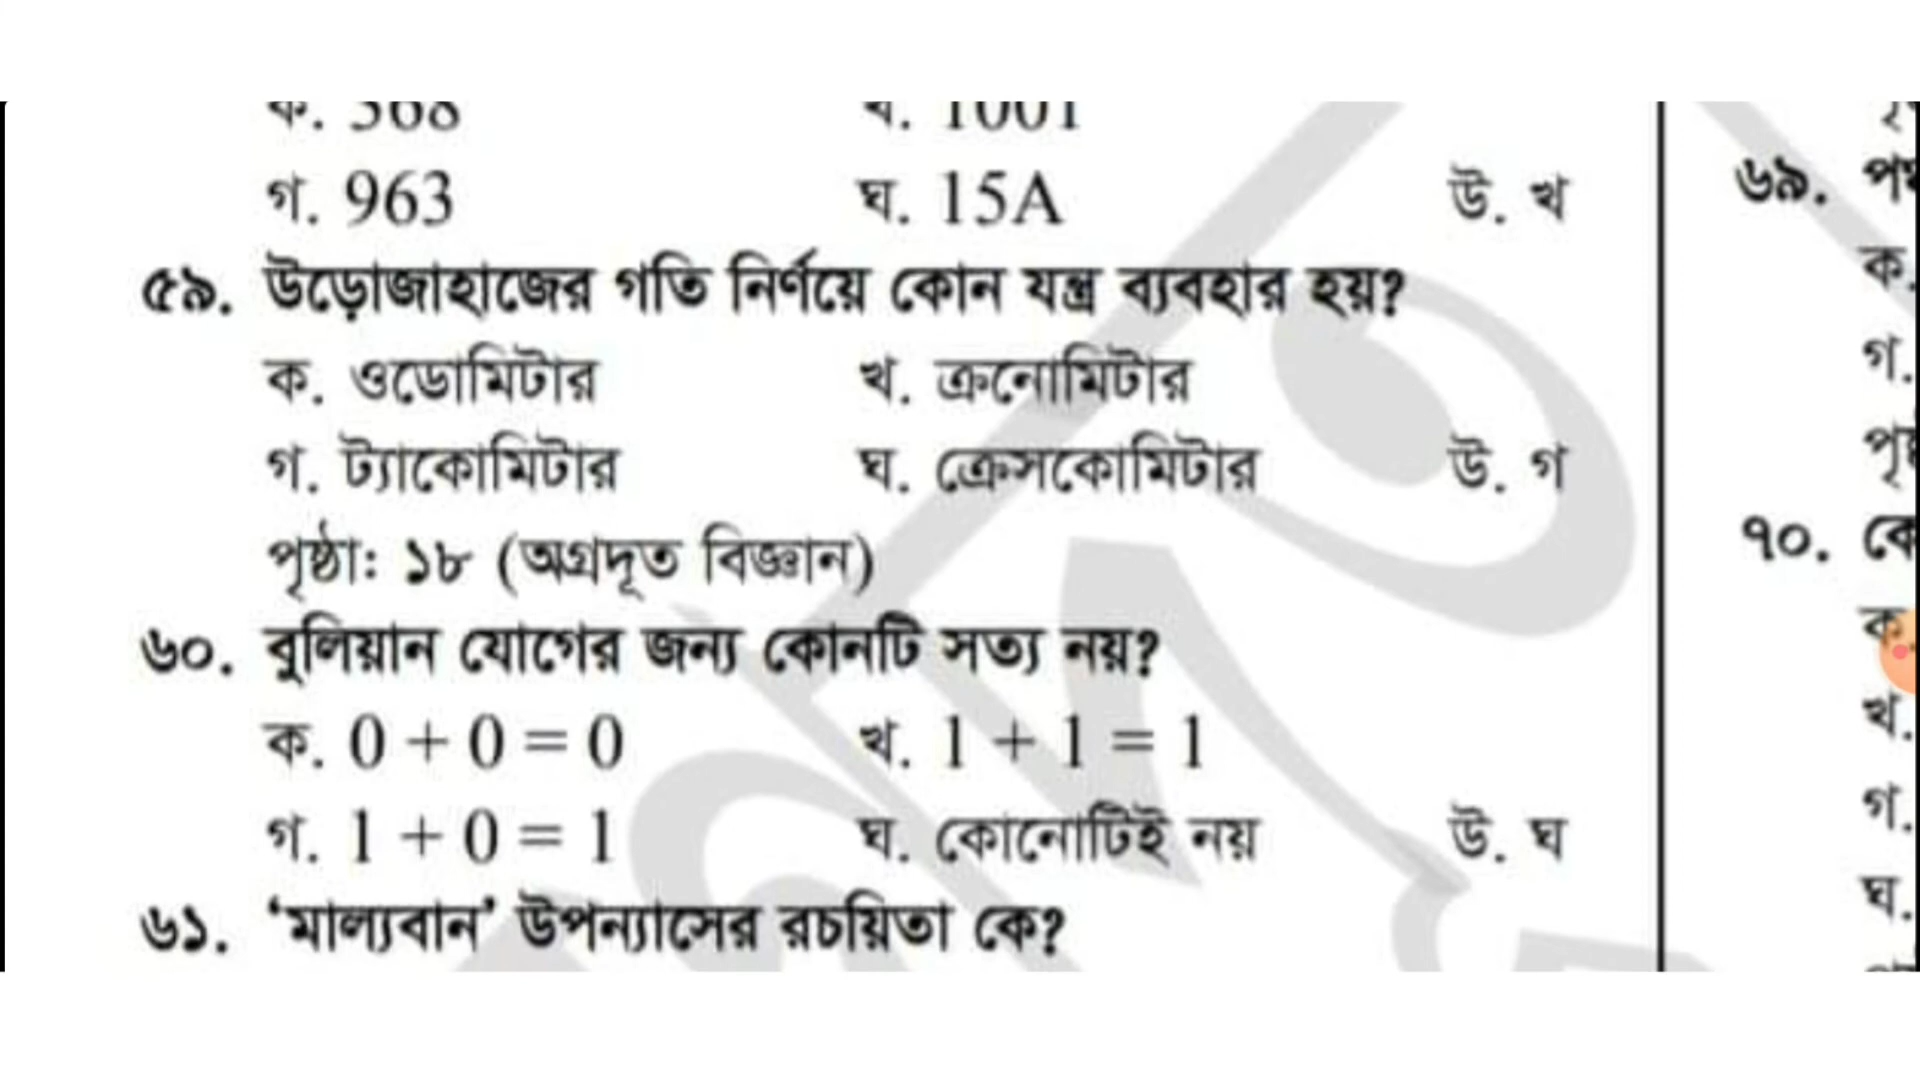 গ. 963 ঘ. 15A উ. খ
৫৯. উড়োজাহাজের গতি নির্ণয়ে কোন যন্ত্র ব্যবহার হয়?
ক. ওডোমিটার খ. ক্রনোমিটার
গ. ট্যাকোমিটার ঘ. ক্রেসকোমিটার উ. গ
পৃষ্ঠা: ১৮ (অগ্রদূত বিজ্ঞান)
৬০. বুলিয়ান যোগের জন্য কোনটি সত্য নয়?
ক. 0 + 0 = 0 খ. 1 + 1 = 1
গ. 1 + 0 = 1 ঘ. কোনোটিই নয় উ. ঘ
৬১. ‘মাল্যবান’ উপন্যাসের রচয়িতা কে?
৬৯.
ক.
গ.
৭০.
খ.
গ.
ঘ.